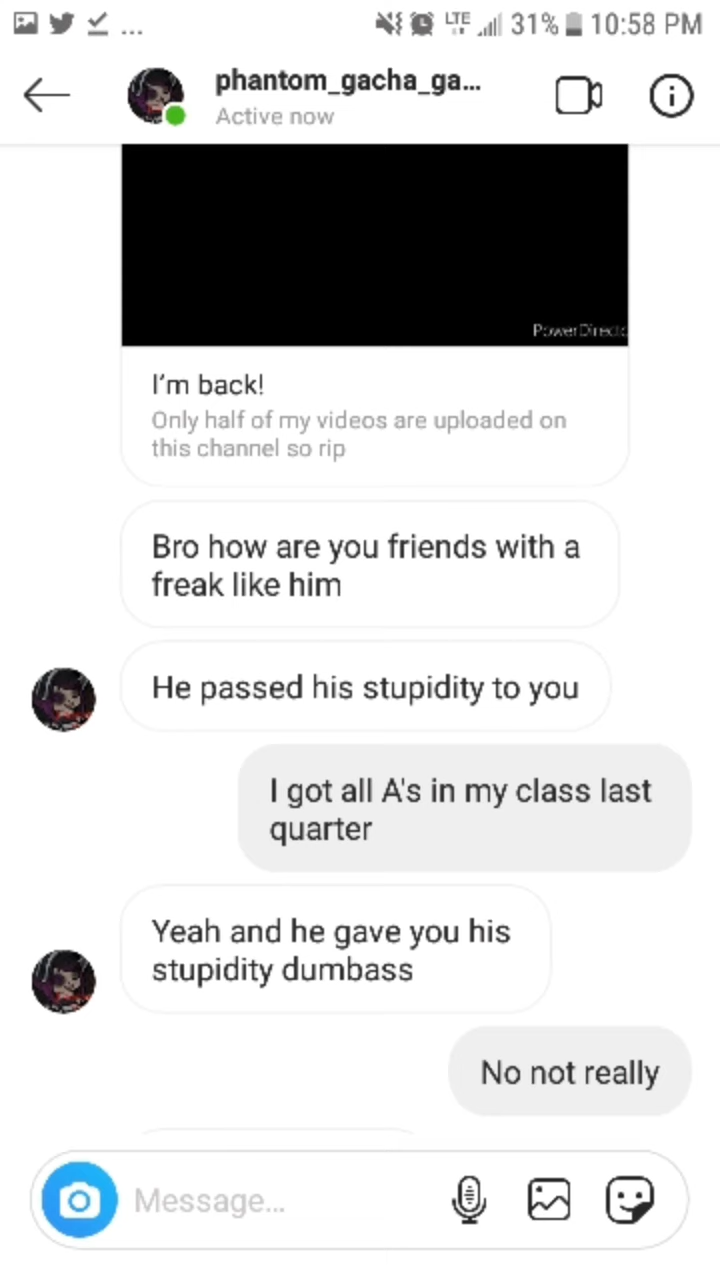 ... LTE 31% 10:58 PM
phantom_gacha_ga...
Active now
I'm back!
Only half of my videos are uploaded on
this channel so rip
Bro how are you friends with a
freak like him
He passed his stupidity to you
I got all A's in my class last
quarter
Yeah and he gave you his
stupidity dumbass
No not really
Message...